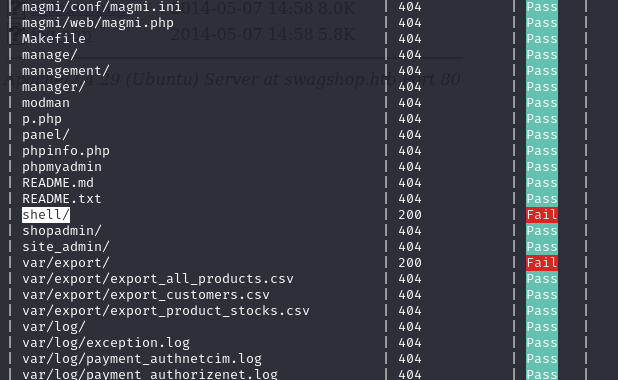 | magmi/conf/magmi.ini | 404 | Pass |
2014-05-07 14:58 8.0K
| magmi/web/magmi.php | 404 | Pass |
2014-05-07 14:58 5.8K
| Makefile | 404 | Pass |
| manage/ | 404 | Pass |
| management/ | 404 | Pass |
29 (Ubuntu) Server at swagshop.htb Port 80
| manager/ | 404 | Pass |
| modman | 404 | Pass |
| p.php | 404 | Pass |
| panel/ | 404 | Pass |
| phpinfo.php | 404 | Pass |
| phpmyadmin | 404 | Pass |
| README.md | 404 | Pass |
| README.txt | 404 | Pass |
| shell/ | 200 | Fail |
| shopadmin/ | 404 | Pass |
| site_admin/ | 404 | Pass |
| var/export/ | 200 | Fail |
| var/export/export_all_products.csv | 404 | Pass |
| var/export/export_customers.csv | 404 | Pass |
| var/export/export_product_stocks.csv | 404 | Pass |
| var/log/ | 404 | Pass |
| var/log/exception.log | 404 | Pass |
| var/log/payment_authnetcim.log | 404 | Pass |
| var/log/payment_authorizenet.log | 404 | Pass |